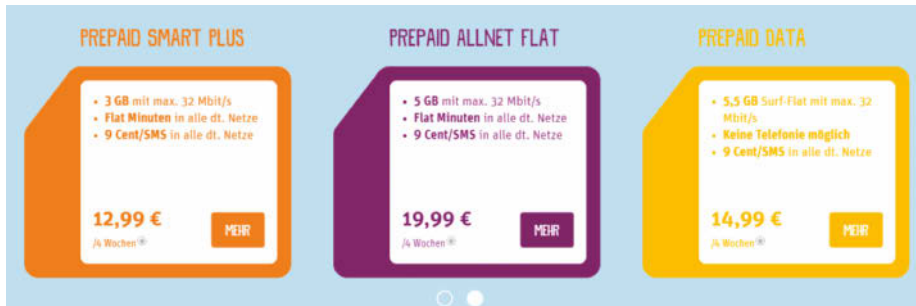 PREPAID SMART PLUS
• 3 GB mit max. 32 Mbit/s
• Flat Minuten in alle dt. Netze
• 9 Cent/SMS in alle dt. Netze
12,99 €
/4 Wochen
MEHR
PREPAID ALLNET FLAT
• 5 GB mit max. 32 Mbit/s
• Flat Minuten in alle dt. Netze
• 9 Cent/SMS in alle dt. Netze
19,99 €
/4 Wochen
MEHR
PREPAID DATA
• 5,5 GB Surf-Flat mit max. 32
Mbit/s
• Keine Telefonie möglich
• 9 Cent/SMS in alle dt. Netze
14,99 €
/4 Wochen
MEHR